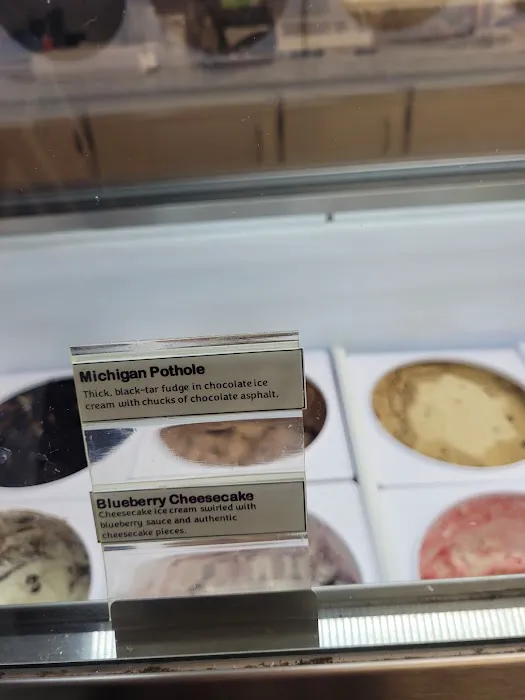 Michigan Pothole
Thick, black-tar fudge in chocolate ice
cream with chucks of chocolate asphalt.
Blueberry Cheesecake
Cheesecake ice cream swirled with
blueberry sauce and authentic
cheesecake pieces.